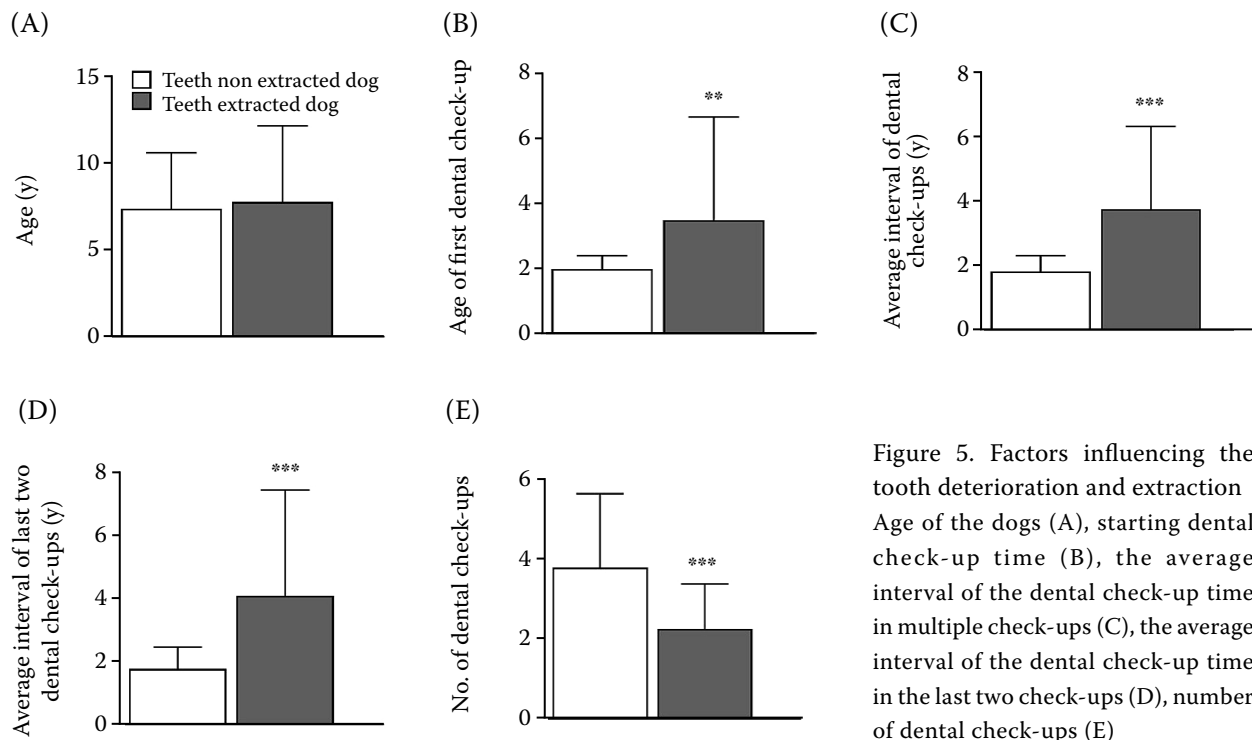 (A)
15
10
5
0
Age (y)
Teeth non extracted dog
Teeth extracted dog
(B)
8
6
4
2
0
Age of first dental check-up
**
(C)
8
6
4
2
0
Average interval of dental
check-ups (y)
***
(D)
8
6
4
2
0
Average interval of last two
dental check-ups (y)
***
(E)
6
4
2
0
No. of dental check-ups
***
Figure 5. Factors influencing the
tooth deterioration and extraction
Age of the dogs (A), starting dental
check-up time (B), the average
interval of the dental check-up time
in multiple check-ups (C), the average
interval of the dental check-up time
in the last two check-ups (D), number
of dental check-ups (E)